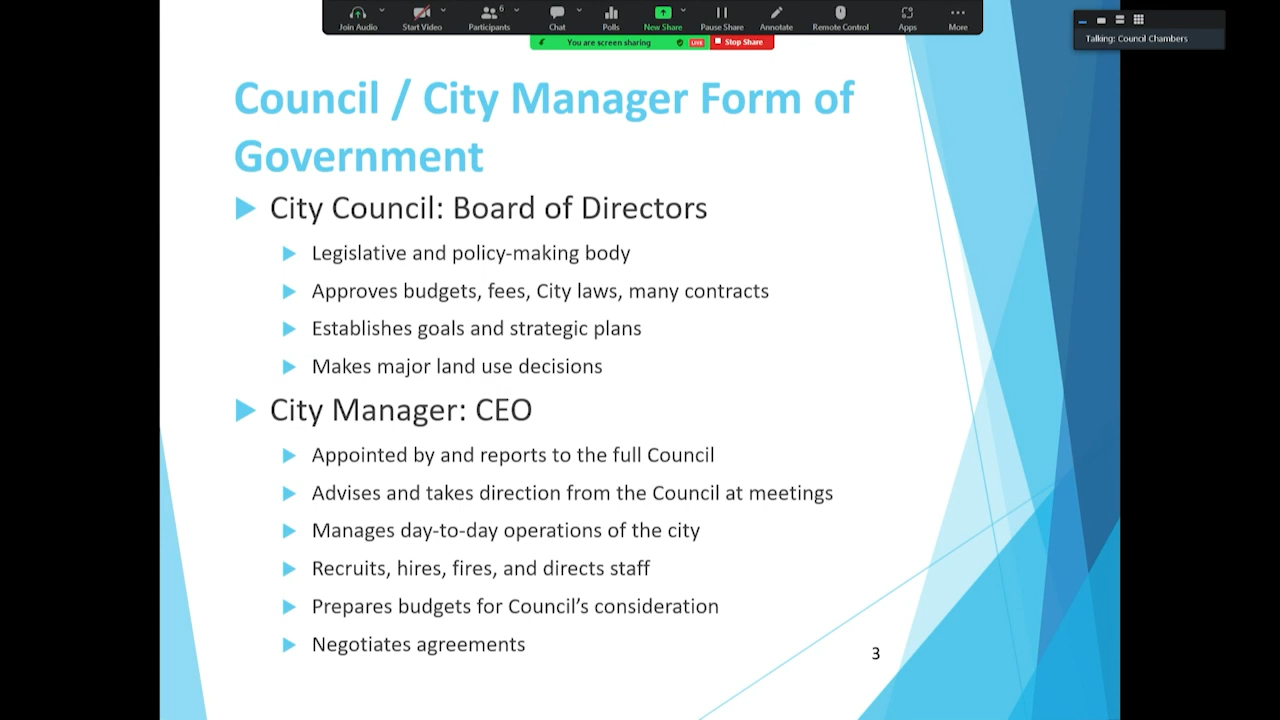 Join Audio
Start Video
6
Participants
Chat
Polls
New Share
Pause Share
Annotate
Remote Control
Apps
More
You are screen sharing
LIVE
Stop Share
Talking: Council Chambers
Council / City Manager Form of
Government
City Council: Board of Directors
Legislative and policy-making body
Approves budgets, fees, City laws, many contracts
Establishes goals and strategic plans
Makes major land use decisions
City Manager: CEO
Appointed by and reports to the full Council
Advises and takes direction from the Council at meetings
Manages day-to-day operations of the city
Recruits, hires, fires, and directs staff
Prepares budgets for Council’s consideration
Negotiates agreements
3